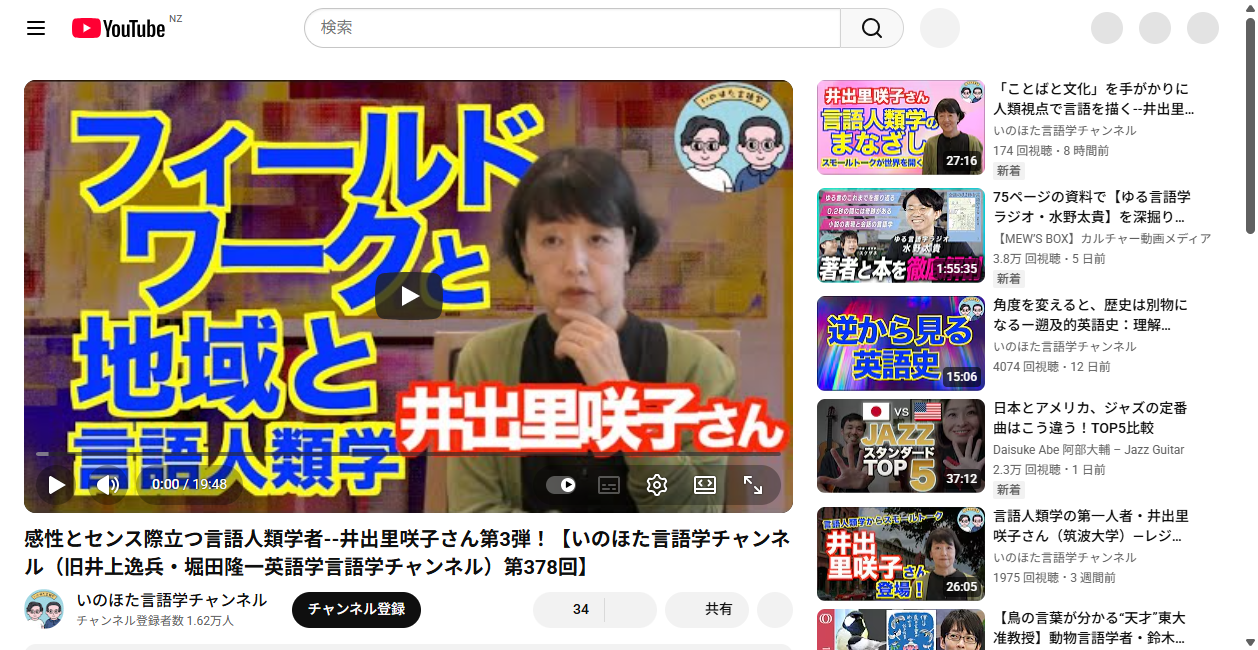 YouTube NZ
検索
いのほた言語学
フィールド
ワークと
地域と
言語人類学
井出里咲子さん
0:00 / 19:48
感性とセンス際立つ言語人類学者--井出里咲子さん第3弾！【いのほた言語学チャンネ
ル（旧井上逸兵・堀田隆一英語学言語学チャンネル）第378回】
いのほた言語学チャンネル
チャンネル登録者数 1.62万人
チャンネル登録
34
共有
井出里咲子さん
言語人類学の
まなざし
スモールトークが世界を開く
27:16
「ことばと文化」を手がかりに
人類視点で言語を描く--井出里...
いのほた言語学チャンネル
174 回視聴・8 時間前
新着
ゆる言語学ラジオ
水野太貴
著者と本を徹底
1:55:35
75ページの資料で【ゆる言語学
ラジオ・水野太貴】を深掘り...
【MEW'S BOX】カルチャー動画メディア
3.8万 回視聴・5 日前
新着
逆から見る
英語史
15:06
角度を変えると、歴史は別物に
なるー遡及的英語史：理解...
いのほた言語学チャンネル
4074 回視聴・12 日前
VS
JAZZ
スタンダード
TOP5
37:12
日本とアメリカ、ジャズの定番
曲はこう違う！TOP5比較
Daisuke Abe 阿部大輔 – Jazz Guitar
2.3万 回視聴・1 日前
新着
言語人類学からスモールトーク
井出
里咲子さん
登場！
26:05
言語人類学の第一人者・井出里
咲子さん（筑波大学）―レジ...
いのほた言語学チャンネル
1975 回視聴・3 週間前
【鳥の言葉が分かる“天才”東大
准教授】動物言語学者・鈴木...